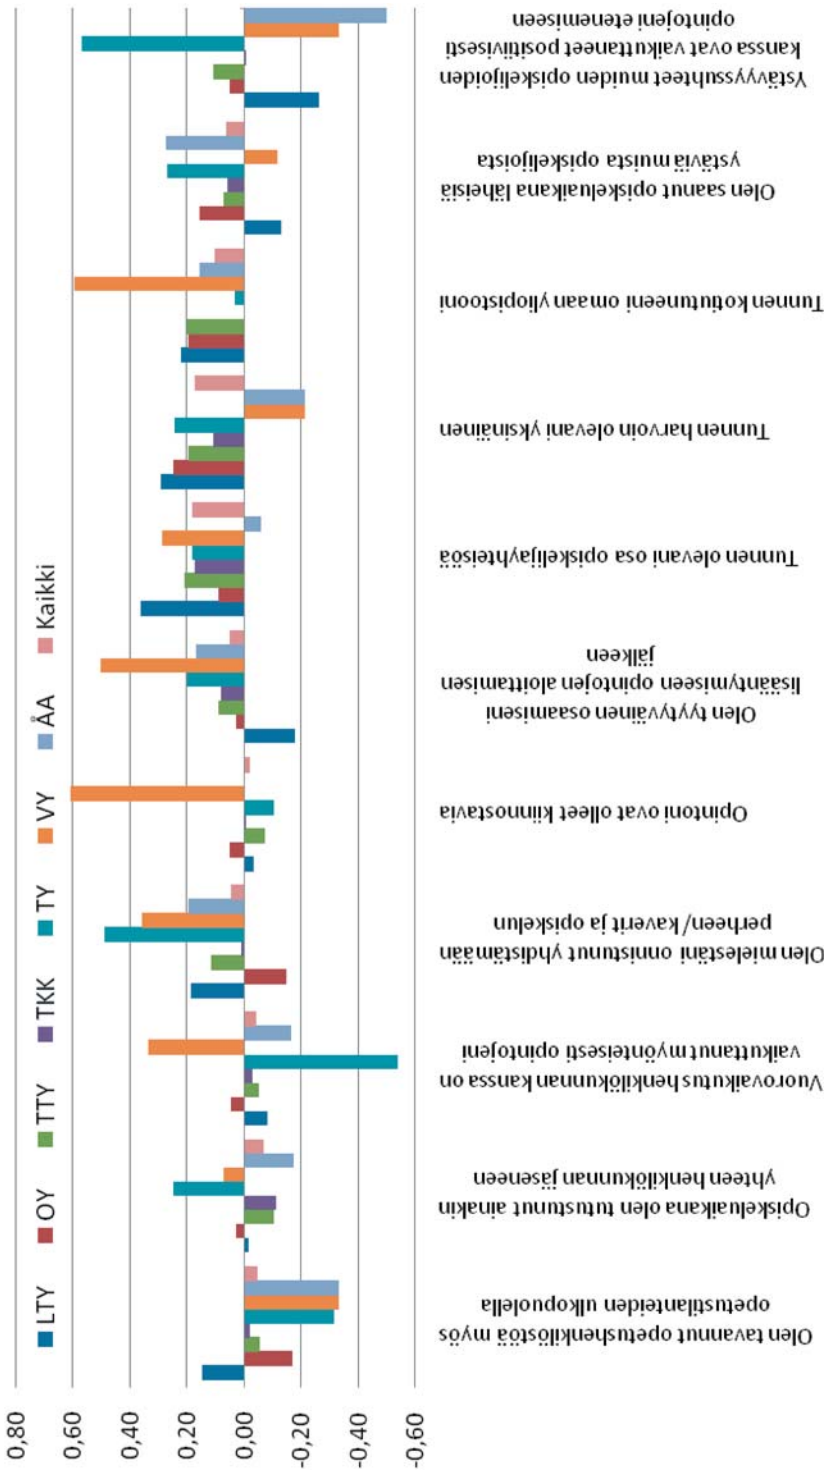 LTY OY TTY TKK TY VY ÅA Kaikki
0,80
0,60
0,40
0,20
0,00
-0,20
-0,40
-0,60
Olen tavannut opetushenkilöstöä myös
opetustilanteiden ulkopuolella
Opiskeluaikana olen tutustunut ainakin
yhteen henkilökunnan jäseneen
Vuorovaikutus henkilökunnan kanssa on
vaikuttanut myönteisesti opintojeni
Olen mielestäni onnistunut yhdistämään
perheen/kaverit ja opiskelun
Opintoni ovat olleet kiinnostavia
Olen tyytyväinen osaamiseni
lisääntymiseen opintojen aloittamisen
jälkeen
Tunnen olevani osa opiskelijayhteisöä
Tunnen harvoin olevani yksinäinen
Tunnen kotiutuneeni omaan yliopistooni
Olen saanut opiskeluaikana läheisiä
ystäviä muista opiskelijoista
Ystävyyssuhteet muiden opiskelijoiden
kanssa ovat vaikuttaneet positiivisesti
opintojeni etenemiseen